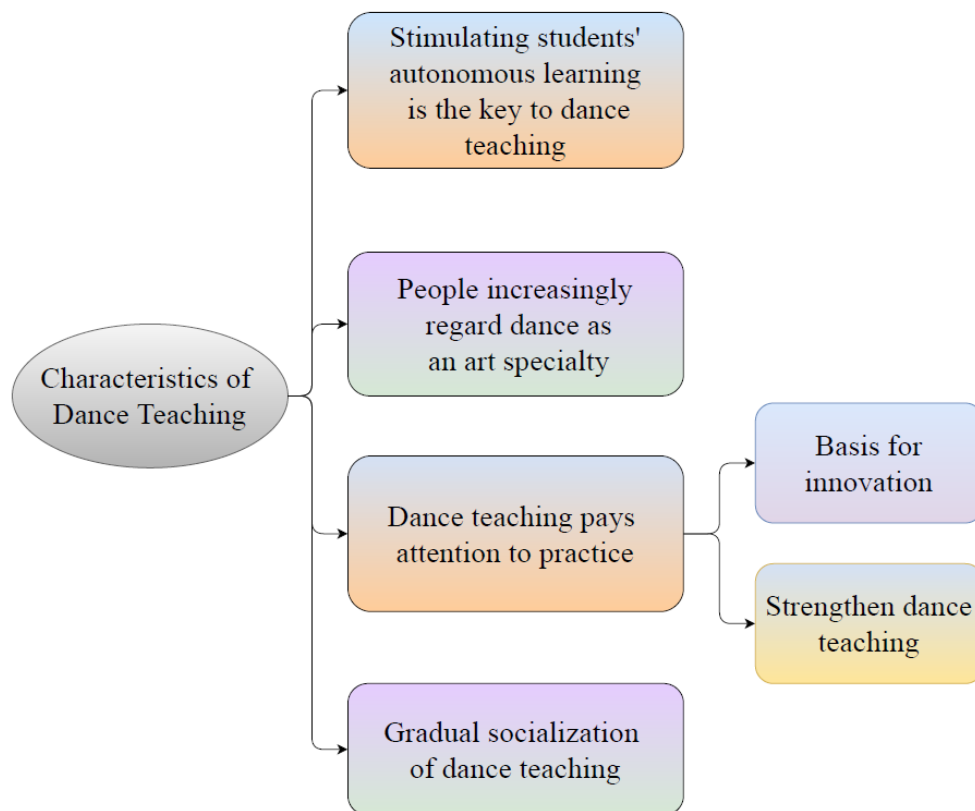 Stimulating students'
autonomous learning
is the key to dance
teaching
People increasingly
regard dance as
an art specialty
Characteristics of
Dance Teaching
Basis for
innovation
Dance teaching pays
attention to practice
Strengthen dance
teaching
Gradual socialization
of dance teaching